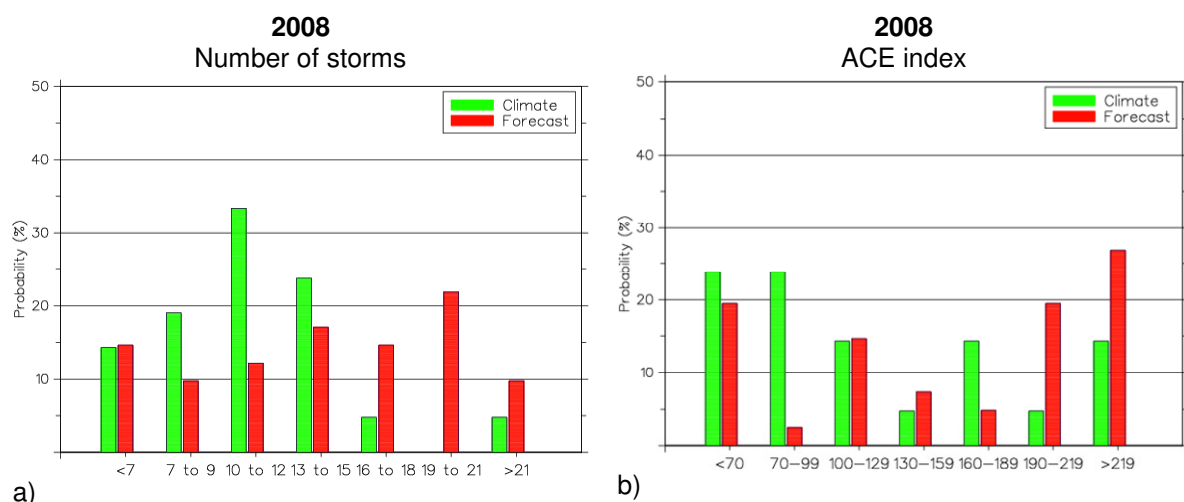 2008
Number of storms
50
40
30
20
10
Probability (%)
Climate
Forecast
<7 7 to 9 10 to 12 13 to 15 16 to 18 19 to 21 >21
a)
2008
ACE index
50
40
30
20
10
Probability (%)
Climate
Forecast
<70 70-99 100-129 130-159 160-189 190-219 >219
b)